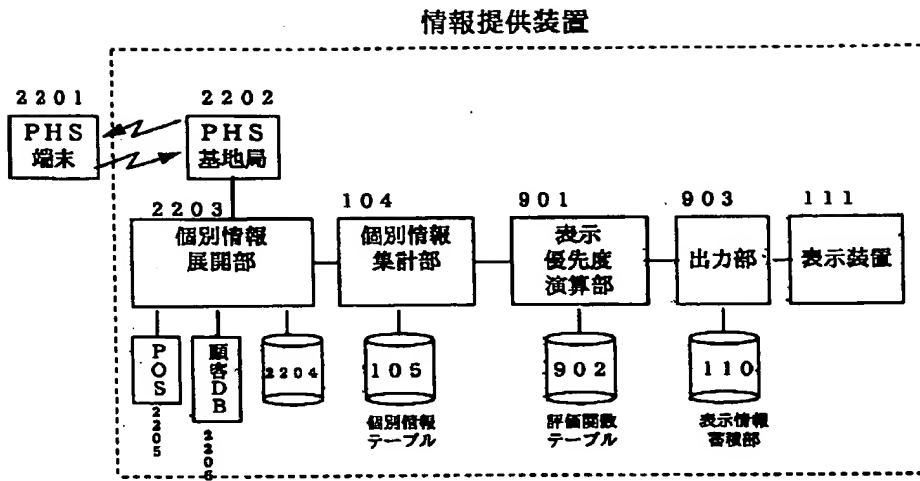 情報提供装置
2201
PHS
端末
2202
PHS
基地局
2203
個別情報
展開部
104
個別情報
集計部
901
表示
優先度
演算部
903
出力部
111
表示装置
POS
2205
顧客DB
2206
2204
105
個別情報
テーブル
902
評価関数
テーブル
110
表示情報
蓄積部